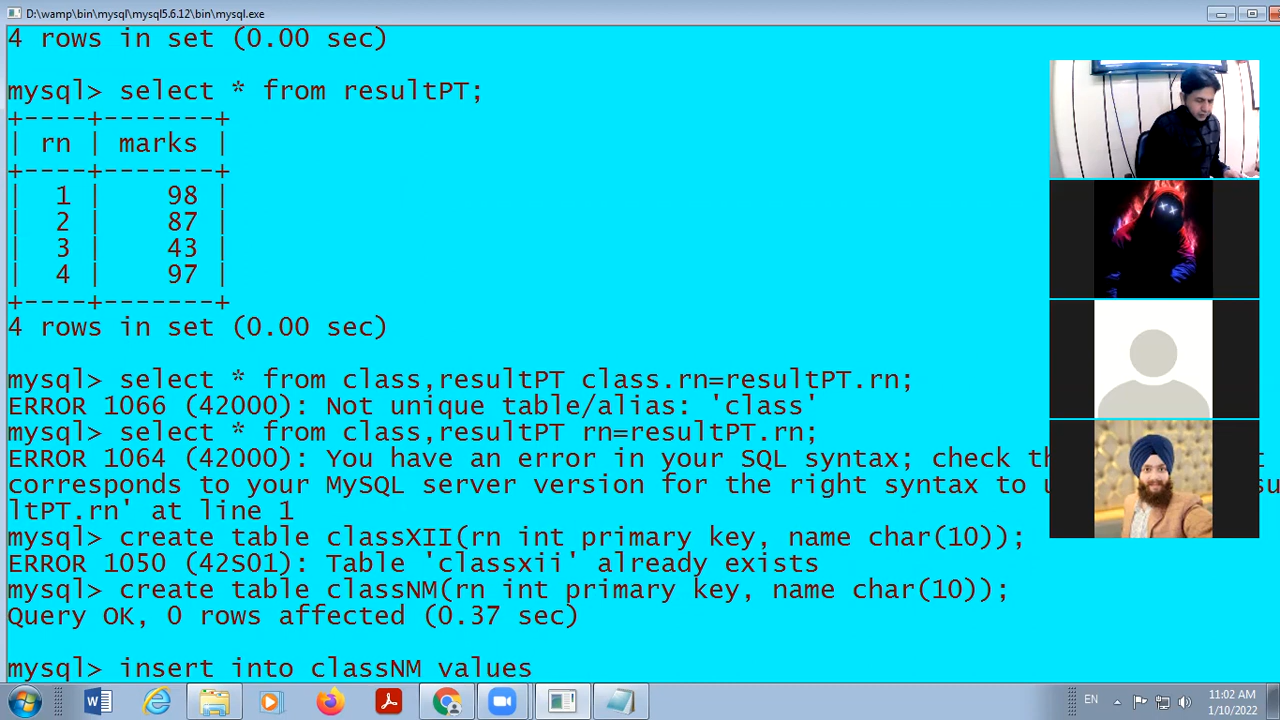 D:\wamp\bin\mysql\mysql5.6.12\bin\mysql.exe
4 rows in set (0.00 sec)
mysql> select * from resultPT;
+----+-------+
| rn | marks |
+----+-------+
| 1 | 98 |
| 2 | 87 |
| 3 | 43 |
| 4 | 97 |
+----+-------+
4 rows in set (0.00 sec)
mysql> select * from class,resultPT class.rn=resultPT.rn;
ERROR 1066 (42000): Not unique table/alias: 'class'
mysql> select * from class,resultPT rn=resultPT.rn;
ERROR 1064 (42000): You have an error in your SQL syntax; check
corresponds to your MySQL server version for the right syntax to
ltPT.rn' at line 1
mysql> create table classXII(rn int primary key, name char(10));
ERROR 1050 (42S01): Table 'classxii' already exists
mysql> create table classNM(rn int primary key, name char(10));
Query OK, 0 rows affected (0.37 sec)
mysql> insert into classNM values
EN
11:02 AM
1/10/2022